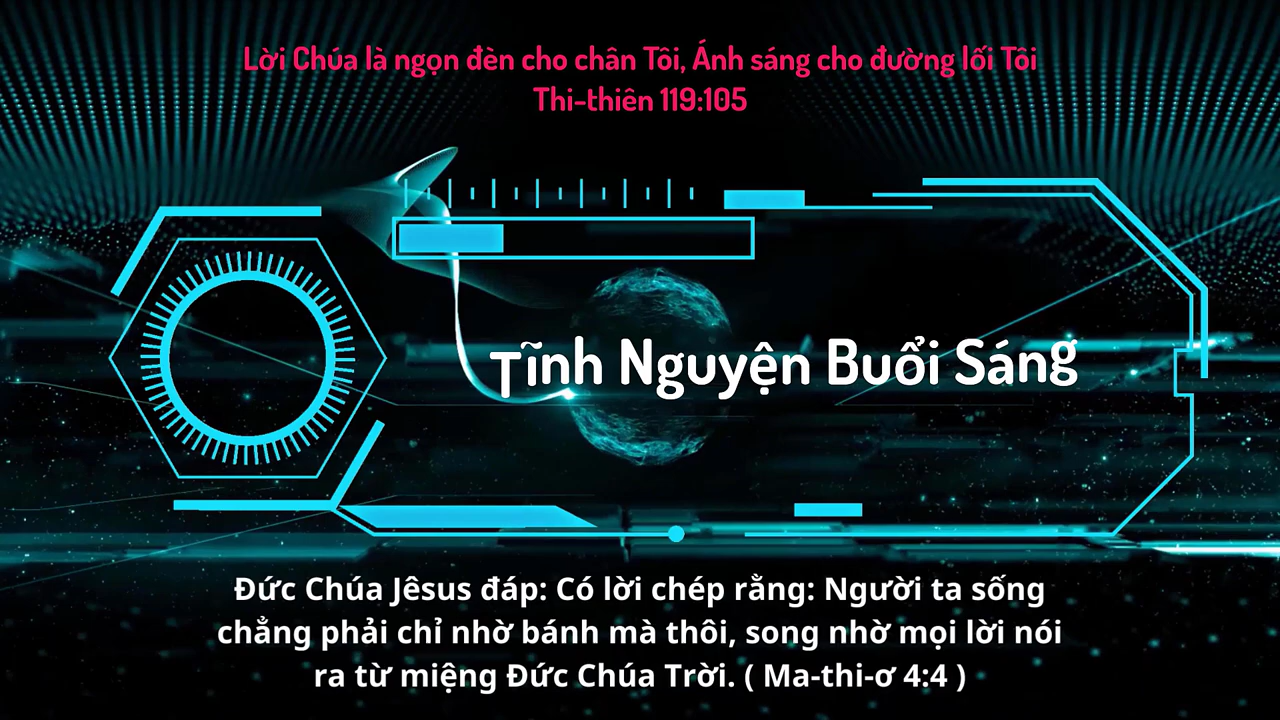 Lời Chúa là ngọn đèn cho chân Tôi, Ánh sáng cho đường lối Tôi
Thi-thiên 119:105
Tĩnh Nguyện Buổi Sáng
Đức Chúa Jêsus đáp: Có lời chép rằng: Người ta sống
chẳng phải chỉ nhờ bánh mà thôi, song nhờ mọi lời nói
ra từ miệng Đức Chúa Trời. ( Ma-thi-ơ 4:4 )